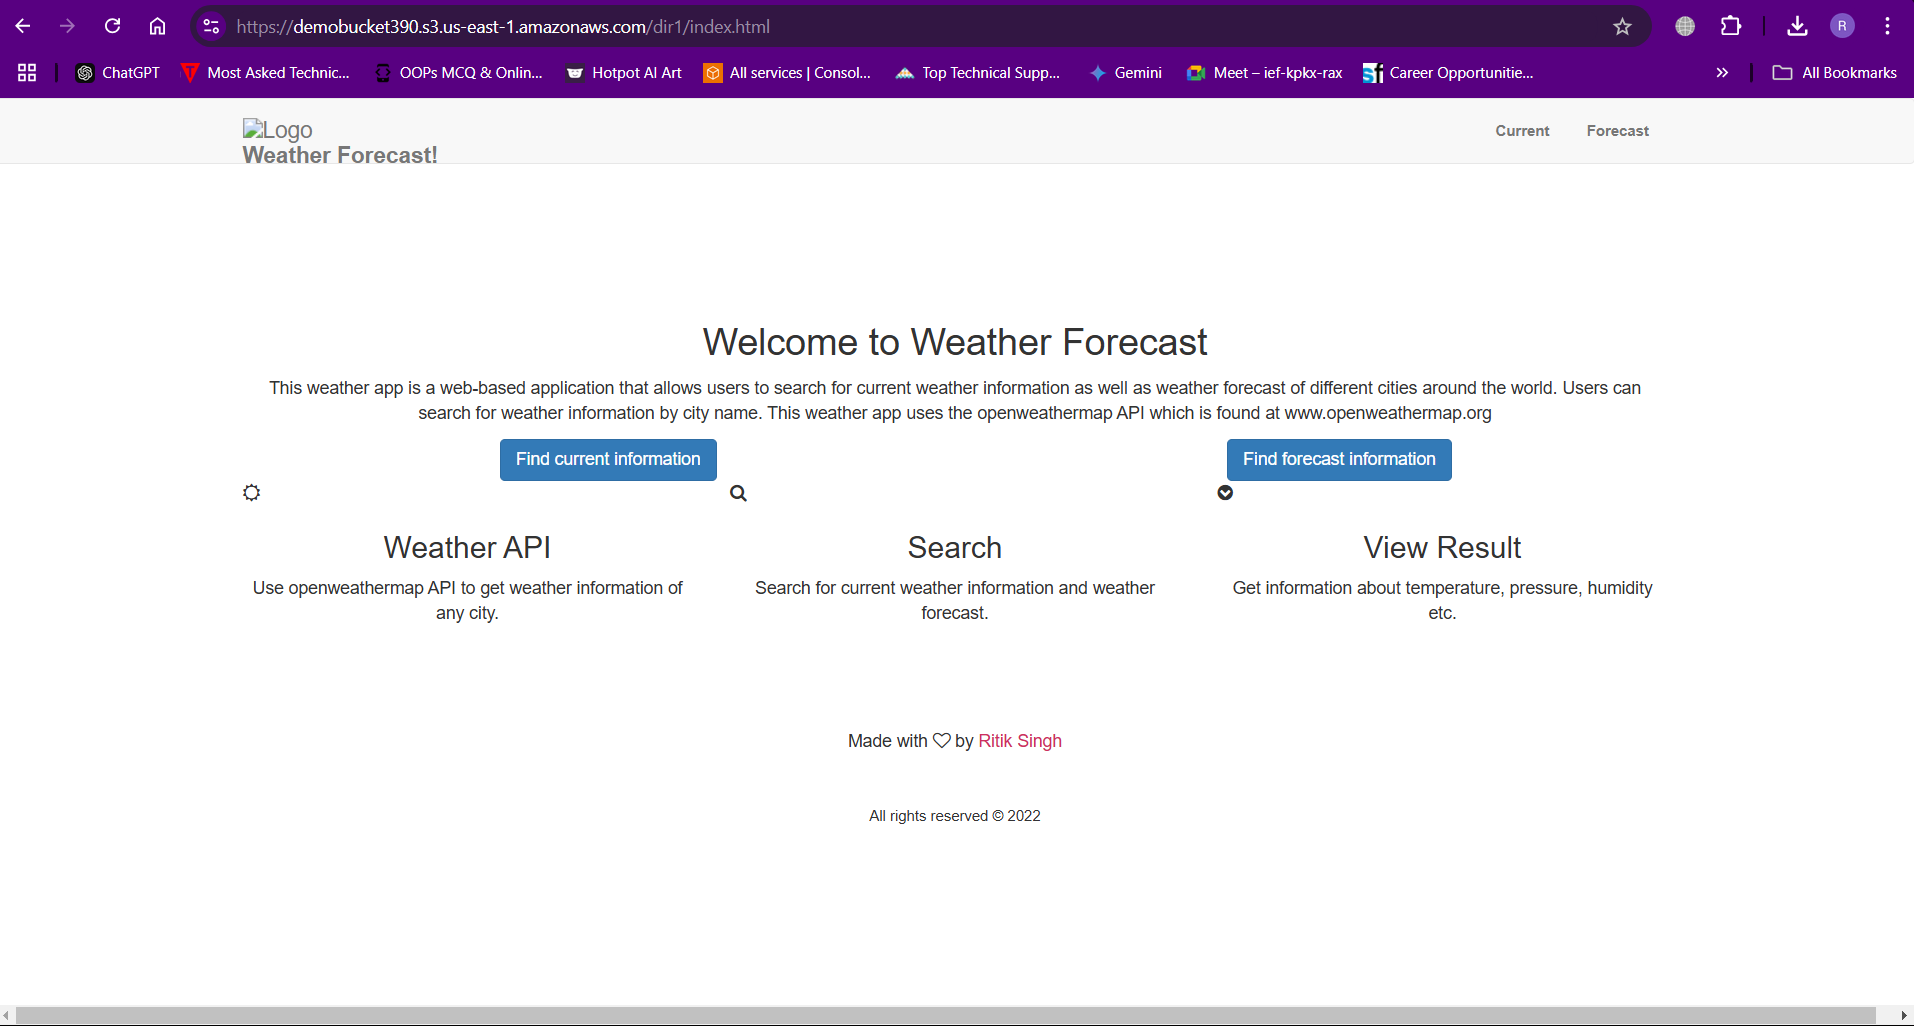 https://demobucket390.s3.us-east-1.amazonaws.com/dir1/index.html
R
ChatGPT
Most Asked Technic...
OOPs MCQ & Onlin...
Hotpot AI Art
All services | Consol...
Top Technical Supp...
Gemini
Meet – ief-kpkx-rax
Career Opportunitie...
All Bookmarks
Logo
Weather Forecast!
Current
Forecast
Welcome to Weather Forecast
This weather app is a web-based application that allows users to search for current weather information as well as weather forecast of different cities around the world. Users can
search for weather information by city name. This weather app uses the openweathermap API which is found at www.openweathermap.org
Find current information
Find forecast information
Weather API
Use openweathermap API to get weather information of
any city.
Search
Search for current weather information and weather
forecast.
View Result
Get information about temperature, pressure, humidity
etc.
Made with ♡ by Ritik Singh
All rights reserved © 2022